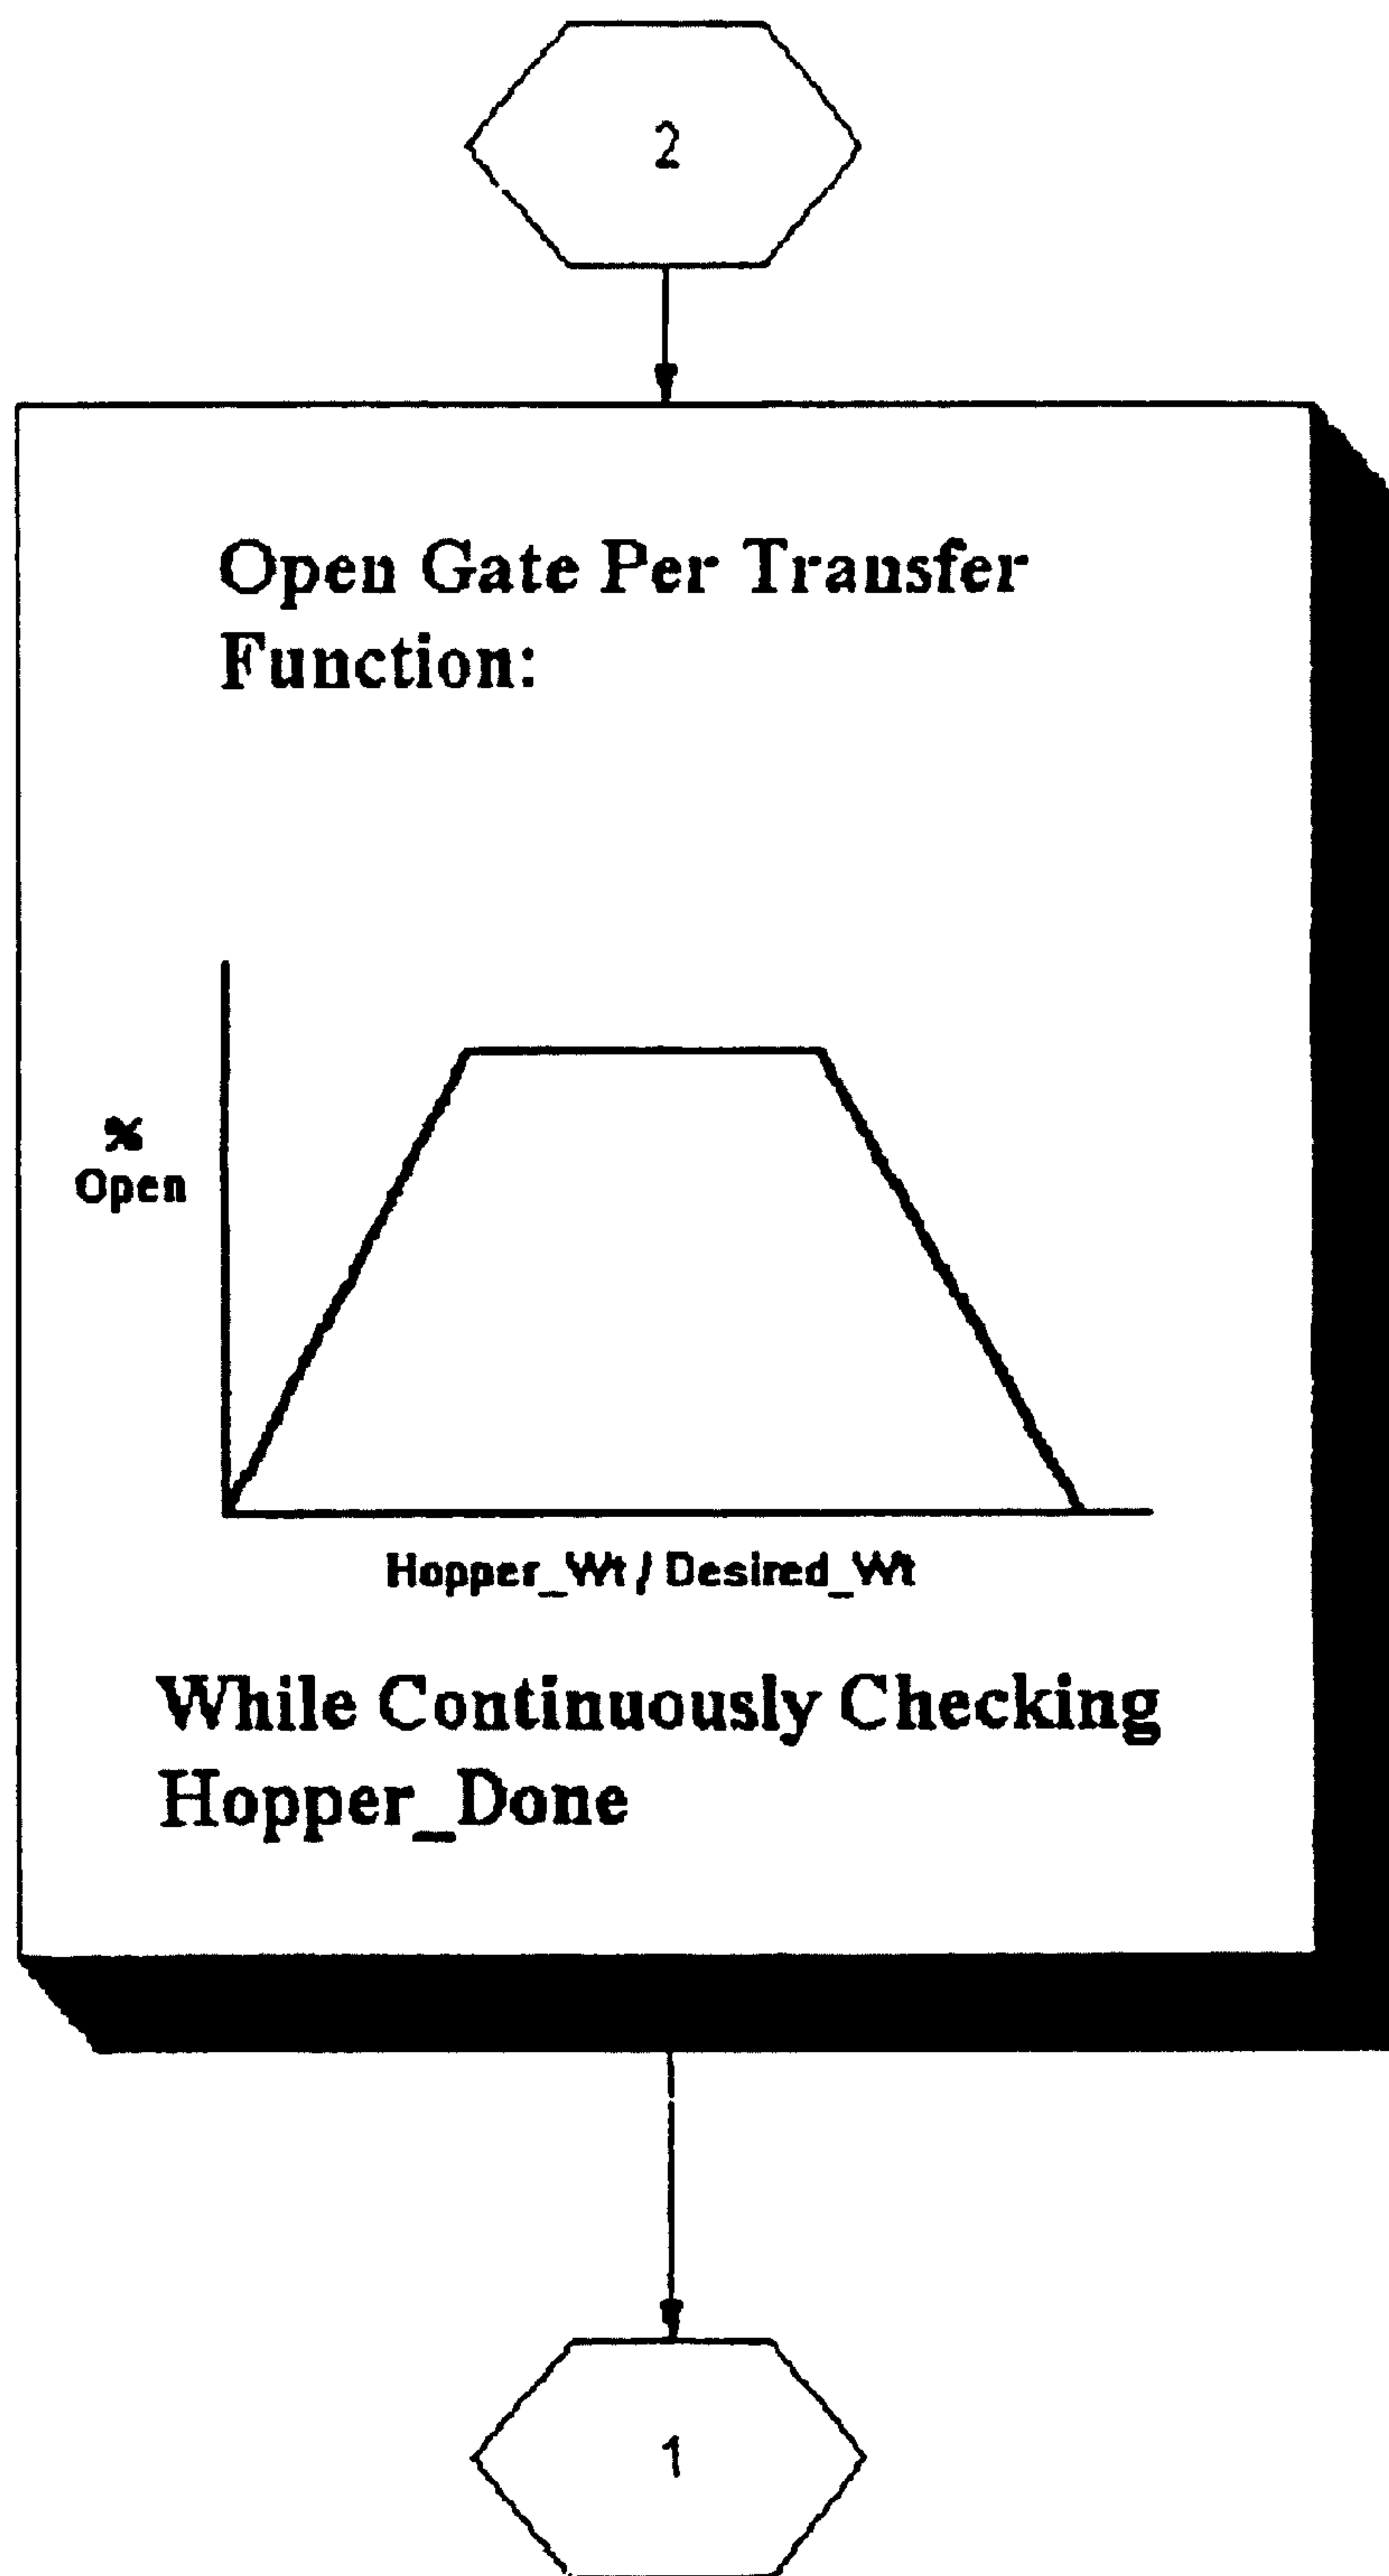 2
Open Gate Per Transfer
Function:
%
Open
Hopper_Wt / Desired_Wt
While Continuously Checking
Hopper_Done
1